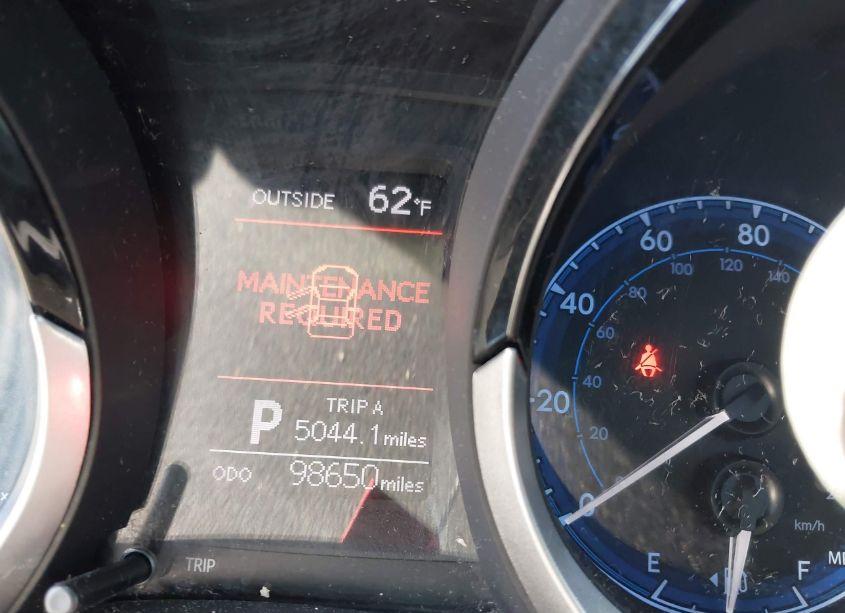 OUTSIDE 62°F
MAINTENANCE
REQUIRED
P
TRIP A
5044.1 miles
ODO 98650 miles
TRIP
0
20
40
60
80
20
40
60
80
100
120
140
km/h
E
F